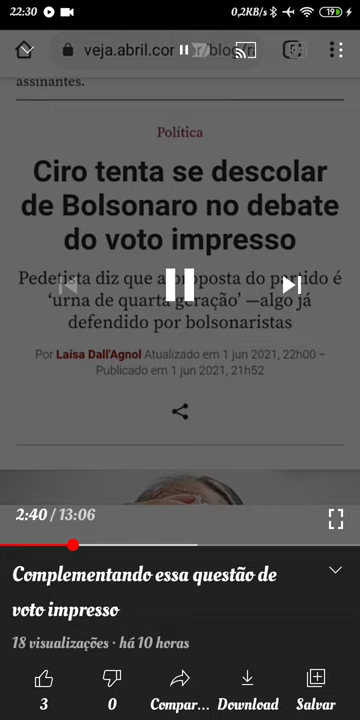 22:30
0,2KB/s
19
veja.abril.com.br/blog/r
assinantes.
Política
Ciro tenta se descolar
de Bolsonaro no debate
do voto impresso
Pedetista diz que a proposta do partido é
‘urna de quarta geração’ —algo já
defendido por bolsonaristas
Por Laísa Dall'Agnol Atualizado em 1 jun 2021, 22h00 –
Publicado em 1 jun 2021, 21h52
2:40 / 13:06
Complementando essa questão de
voto impresso
18 visualizações · há 10 horas
3 0 Compar... Download Salvar